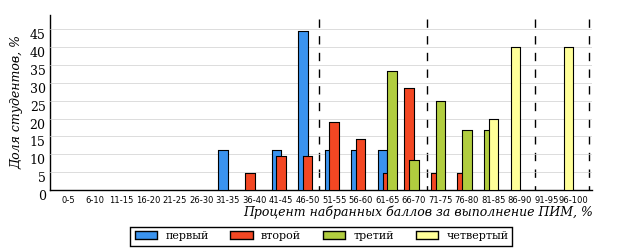 Доля студентов, %
45
40
35
30
25
20
15
10
5
0
0-5 6-10 11-15 16-20 21-25 26-30 31-35 36-40 41-45 46-50 51-55 56-60 61-65 66-70 71-75 76-80 81-85 86-90 91-95 96-100
Процент набранных баллов за выполнение ПИМ, %
первый второй третий четвертый